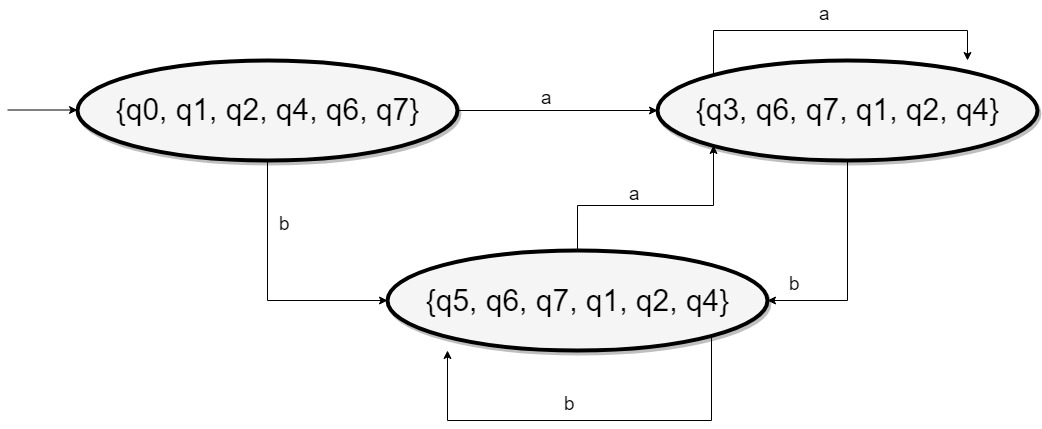 a
{q0, q1, q2, q4, q6, q7}
a
{q3, q6, q7, q1, q2, q4}
a
b
{q5, q6, q7, q1, q2, q4}
b
b